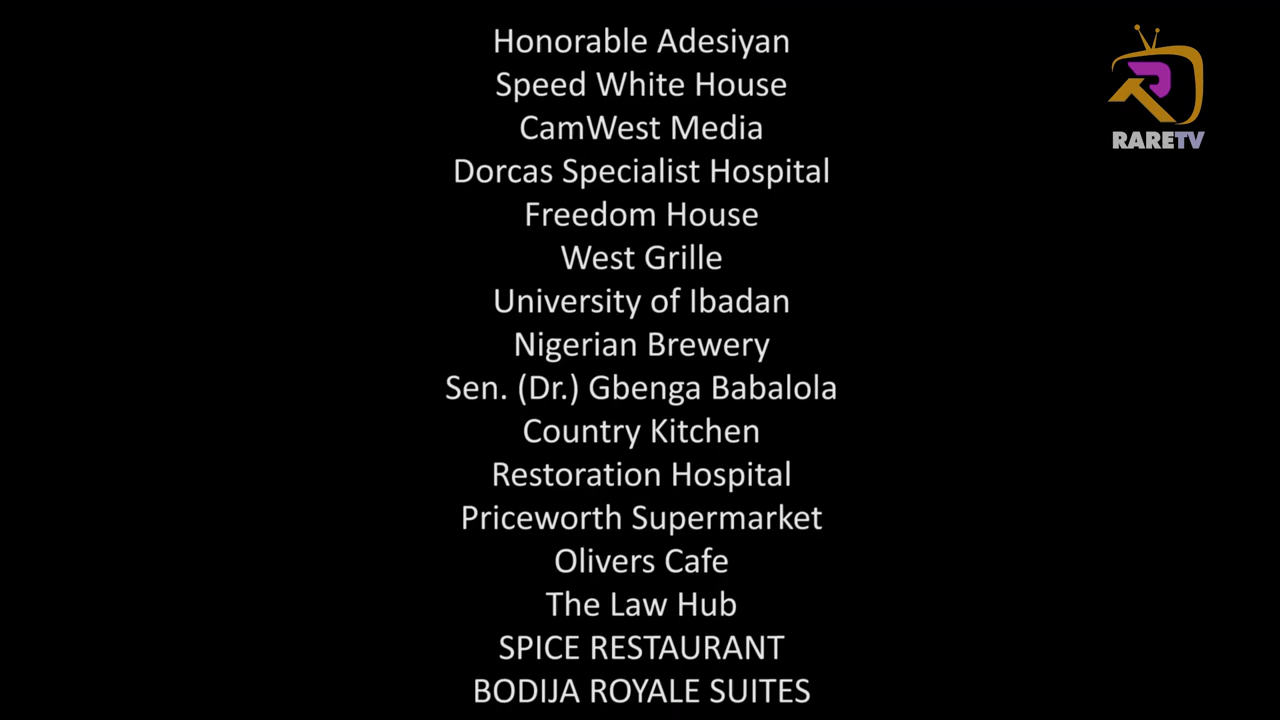 Honorable Adesiyan
Speed White House
CamWest Media
Dorcas Specialist Hospital
Freedom House
West Grille
University of Ibadan
Nigerian Brewery
Sen. (Dr.) Gbenga Babalola
Country Kitchen
Restoration Hospital
Priceworth Supermarket
Olivers Cafe
The Law Hub
SPICE RESTAURANT
BODIJA ROYALE SUITES
RARETV